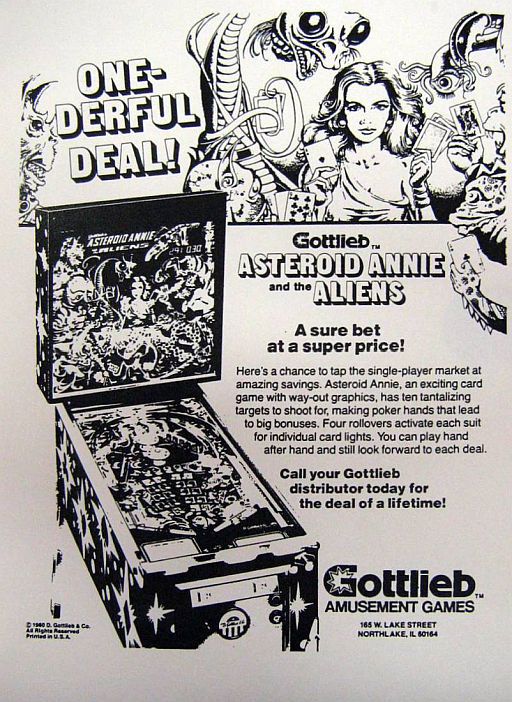 ONE-
DERFUL
DEAL!
ASTEROID ANNIE
and the ALIENS
Gottlieb™
ASTEROID ANNIE
and the ALIENS
A sure bet
at a super price!
Here's a chance to tap the single-player market at
amazing savings. Asteroid Annie, an exciting card
game with way-out graphics, has ten tantalizing
targets to shoot for, making poker hands that lead
to big bonuses. Four rollovers activate each suit
for individual card lights. You can play hand
after hand and still look forward to each deal.
Call your Gottlieb
distributor today for
the deal of a lifetime!
Gottlieb™
AMUSEMENT GAMES
165 W. LAKE STREET
NORTHLAKE, IL 60164
© 1980 D. Gottlieb & Co.
All Rights Reserved
Printed in U.S.A.